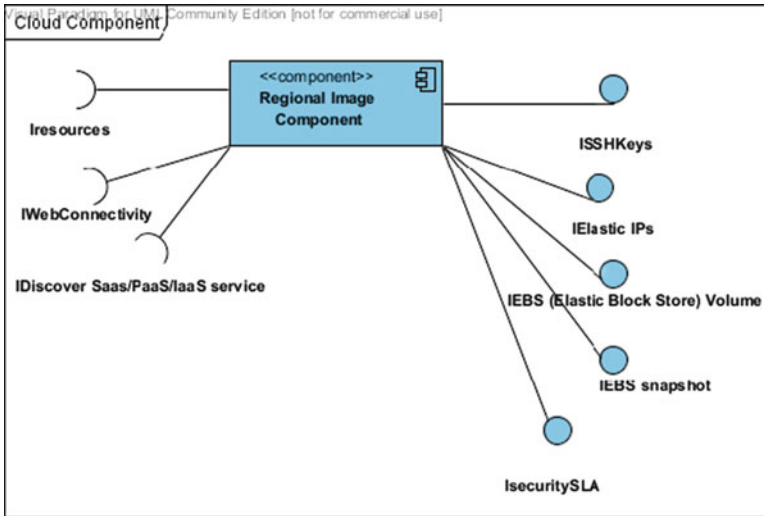 Visual Paradigm for UML Community Edition [not for commercial use]
Cloud Component
<<component>>
Regional Image
Component
Iresources
ISSHKeys
IWebConnectivity
IElastic IPs
IDiscover SaaS/PaaS/IaaS service
IEBS (Elastic Block Store) Volume
IEBS snapshot
IsecuritySLA